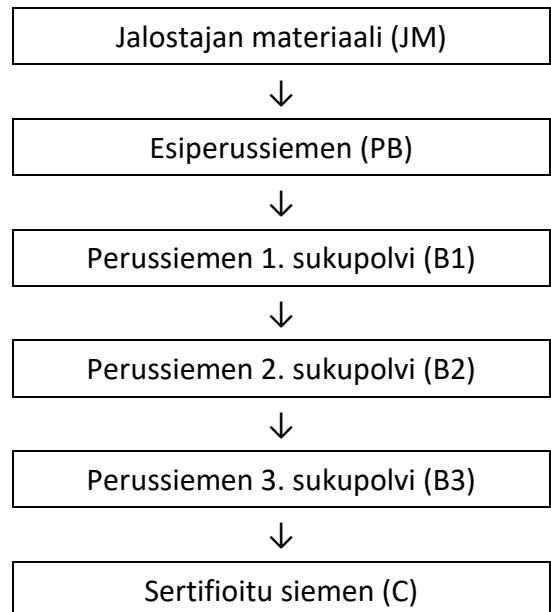 Jalostajan materiaali (JM)
↓
Esiperussiemen (PB)
↓
Perussiemen 1. sukupolvi (B1)
↓
Perussiemen 2. sukupolvi (B2)
↓
Perussiemen 3. sukupolvi (B3)
↓
Sertifioitu siemen (C)